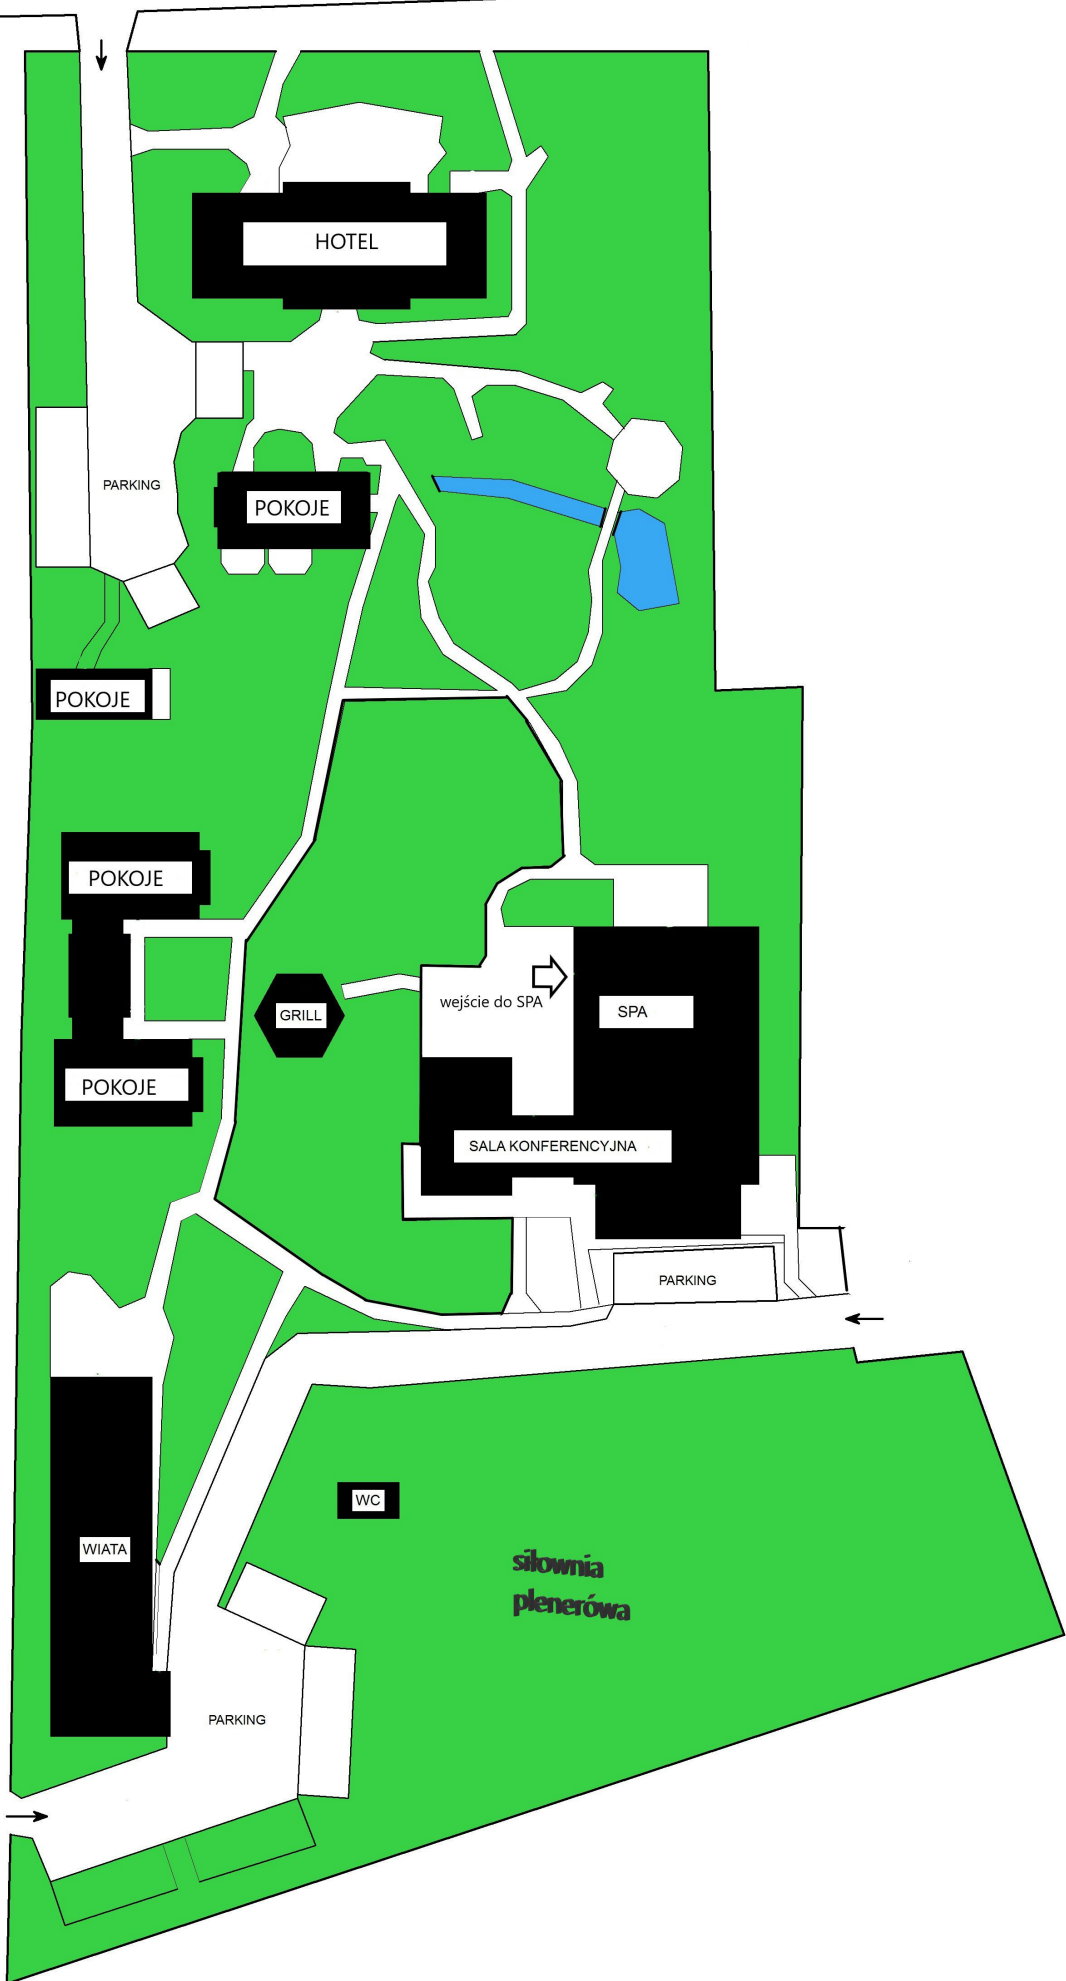 HOTEL
PARKING
POKOJE
POKOJE
POKOJE
GRILL
wejście do SPA
SPA
POKOJE
SALA KONFERENCYJNA
PARKING
WC
WIATA
siłownia
plenerówa
PARKING